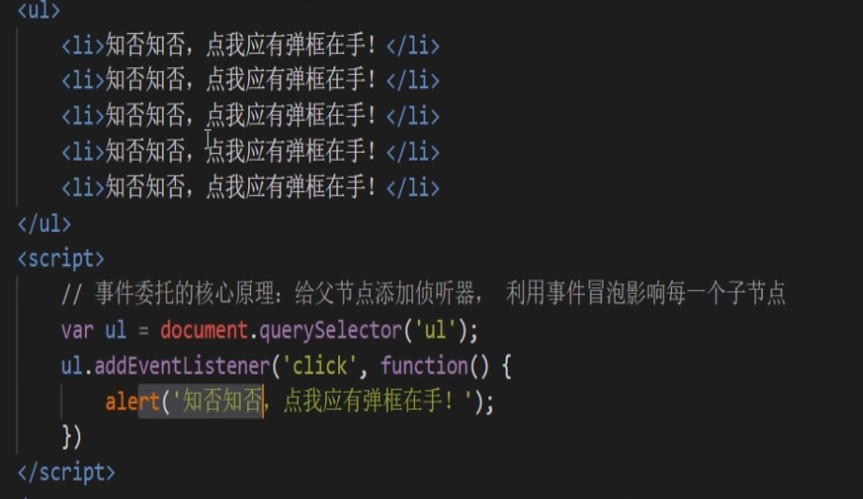 <ul>
<li>知否知否，点我应有弹框在手！</li>
<li>知否知否，点我应有弹框在手！</li>
<li>知否知否，点我应有弹框在手！</li>
<li>知否知否，点我应有弹框在手！</li>
<li>知否知否，点我应有弹框在手！</li>
</ul>
<script>
// 事件委托的核心原理：给父节点添加侦听器， 利用事件冒泡影响每一个子节点
var ul = document.querySelector('ul');
ul.addEventListener('click', function() {
alert('知否知否，点我应有弹框在手！');
})
</script>